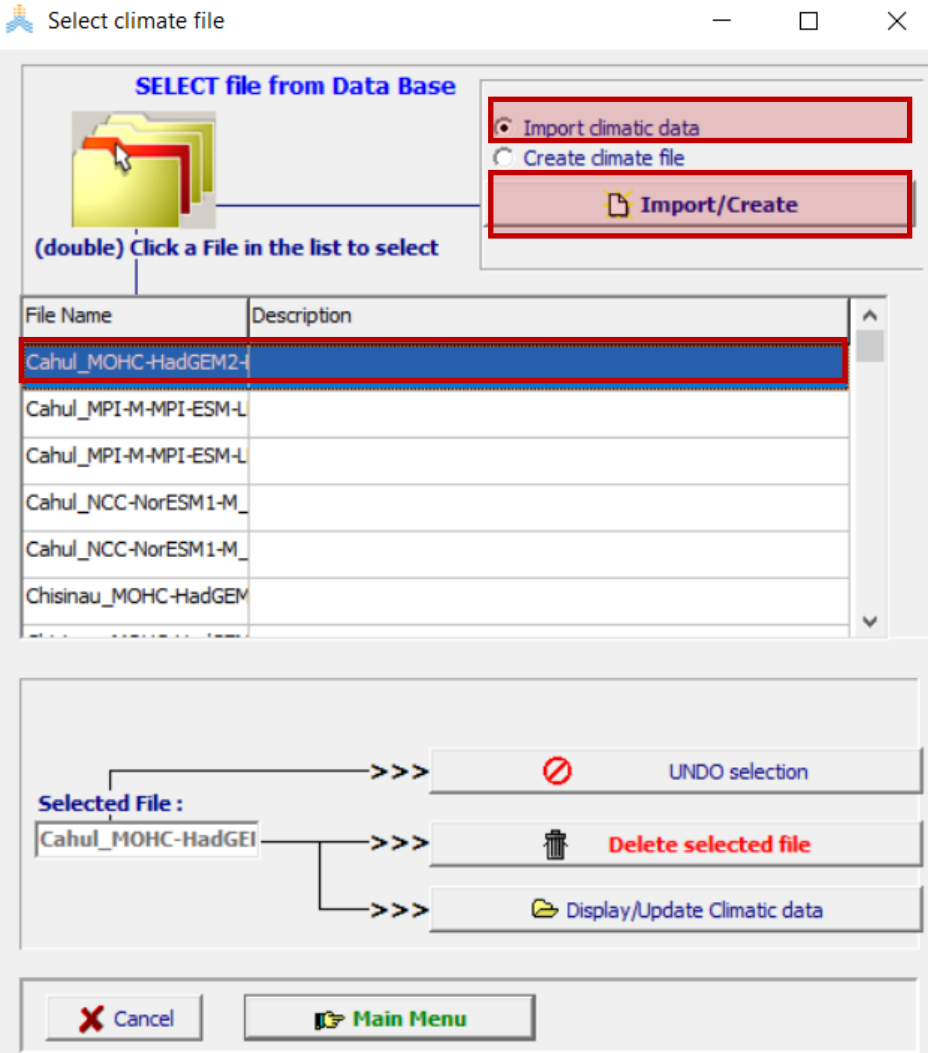 Select climate file
SELECT file from Data Base
Import climatic data
Create climate file
Import/Create
(double) Click a File in the list to select
File Name Description
Cahul_MOHC-HadGEM2-
Cahul_MPI-M-MPI-ESM-L
Cahul_MPI-M-MPI-ESM-L
Cahul_NCC-NorESM1-M_
Cahul_NCC-NorESM1-M_
Chisinau_MOHC-HadGEM
>>> UNDO selection
Selected File :
Cahul_MOHC-HadGE
>>> Delete selected file
>>> Display/Update Climatic data
Cancel Main Menu